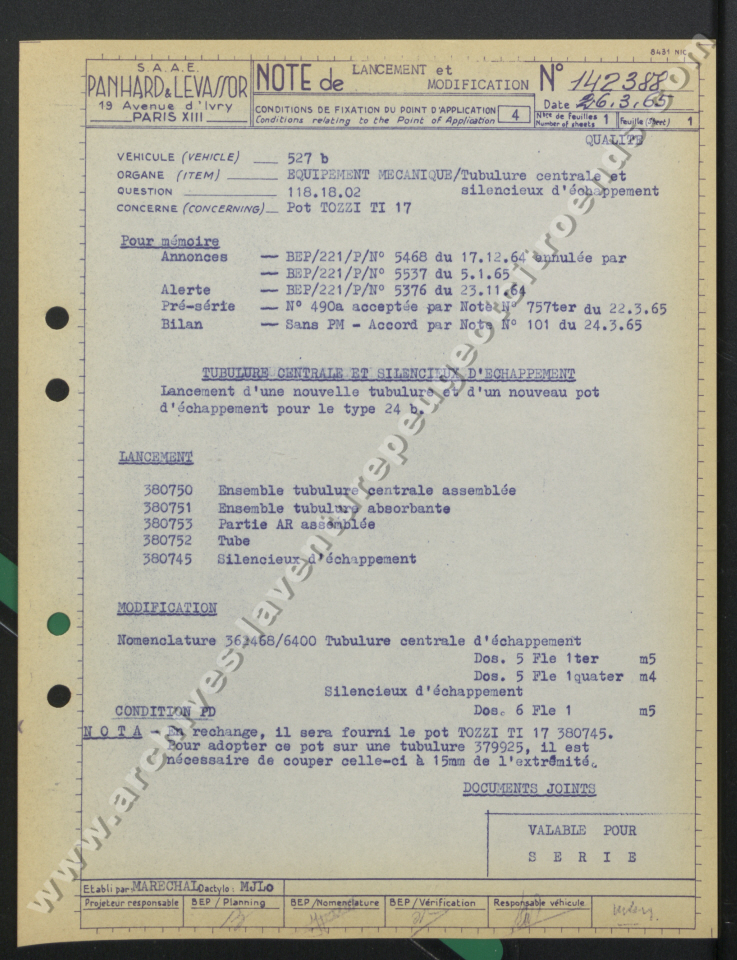 8431 NIC
S.A.A.E.
PANHARD & LEVASSOR
19 Avenue d'Ivry
PARIS XIII
NOTE de LANCEMENT et MODIFICATION
N° 142388
Date 26.3.65
CONDITIONS DE FIXATION DU POINT D'APPLICATION
Conditions relating to the Point of Application
4
Nbre de feuilles 1
Number of sheets
Feuille (Sheet) 1
QUALITE
VEHICULE (VEHICLE) 527 b
ORGANE (ITEM) EQUIPEMENT MECANIQUE/Tubulure centrale et
silencieux d'échappement
QUESTION 118.18.02
CONCERNE (CONCERNING) Pot TOZZI TI 17
Pour mémoire
Annonces — BEP/221/P/N° 5468 du 17.12.64 annulée par
— BEP/221/P/N° 5537 du 5.1.65
Alerte — BEP/221/P/N° 5376 du 23.11.64
Pré-série — N° 490a acceptée par Note N° 757ter du 22.3.65
Bilan — Sans PM - Accord par Note N° 101 du 24.3.65
TUBULURE CENTRALE ET SILENCIEUX D'ECHAPPEMENT
Lancement d'une nouvelle tubulure et d'un nouveau pot
d'échappement pour le type 24 b.
LANCEMENT
380750 Ensemble tubulure centrale assemblée
380751 Ensemble tubulure absorbante
380753 Partie AR assemblée
380752 Tube
380745 Silencieux d'échappement
MODIFICATION
Nomenclature 361468/6400 Tubulure centrale d'échappement
Dos. 5 Fle 1ter m5
Dos. 5 Fle 1quater m4
Silencieux d'échappement
CONDITION PD Dos. 6 Fle 1 m5
N O T A - En rechange, il sera fourni le pot TOZZI TI 17 380745.
Pour adopter ce pot sur une tubulure 379925, il est
nécessaire de couper celle-ci à 15mm de l'extrémité.
DOCUMENTS JOINTS
VALABLE POUR
S E R I E
Etabli par: MARECHAL Dactylo: MJLo
Projeteur responsable BEP / Planning BEP / Nomenclature BEP / Vérification Responsable véhicule
www.archives-laventurepeugeotcitroends.com